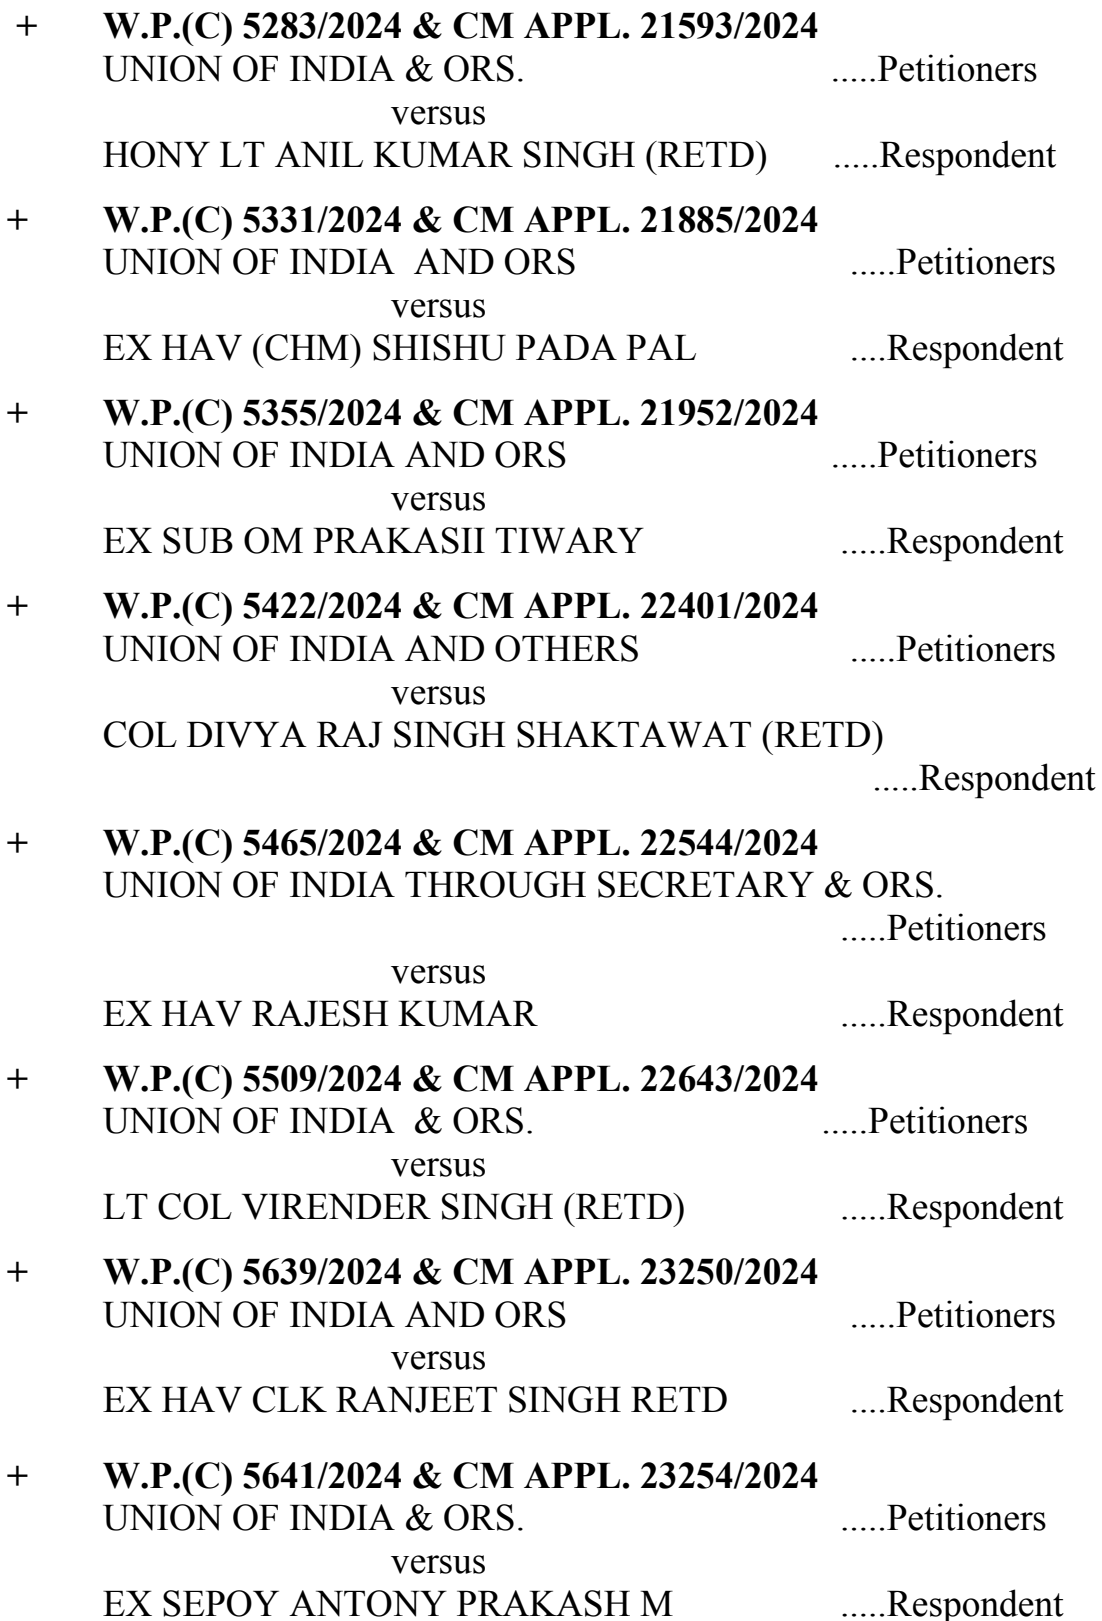 + W.P.(C) 5283/2024 & CM APPL. 21593/2024
UNION OF INDIA & ORS. .....Petitioners
versus
HONY LT ANIL KUMAR SINGH (RETD) .....Respondent
+ W.P.(C) 5331/2024 & CM APPL. 21885/2024
UNION OF INDIA AND ORS .....Petitioners
versus
EX HAV (CHM) SHISHU PADA PAL ....Respondent
+ W.P.(C) 5355/2024 & CM APPL. 21952/2024
UNION OF INDIA AND ORS .....Petitioners
versus
EX SUB OM PRAKASII TIWARY .....Respondent
+ W.P.(C) 5422/2024 & CM APPL. 22401/2024
UNION OF INDIA AND OTHERS .....Petitioners
versus
COL DIVYA RAJ SINGH SHAKTAWAT (RETD)
.....Respondent
+ W.P.(C) 5465/2024 & CM APPL. 22544/2024
UNION OF INDIA THROUGH SECRETARY & ORS.
.....Petitioners
versus
EX HAV RAJESH KUMAR .....Respondent
+ W.P.(C) 5509/2024 & CM APPL. 22643/2024
UNION OF INDIA & ORS. .....Petitioners
versus
LT COL VIRENDER SINGH (RETD) .....Respondent
+ W.P.(C) 5639/2024 & CM APPL. 23250/2024
UNION OF INDIA AND ORS .....Petitioners
versus
EX HAV CLK RANJEET SINGH RETD ....Respondent
+ W.P.(C) 5641/2024 & CM APPL. 23254/2024
UNION OF INDIA & ORS. .....Petitioners
versus
EX SEPOY ANTONY PRAKASH M .....Respondent